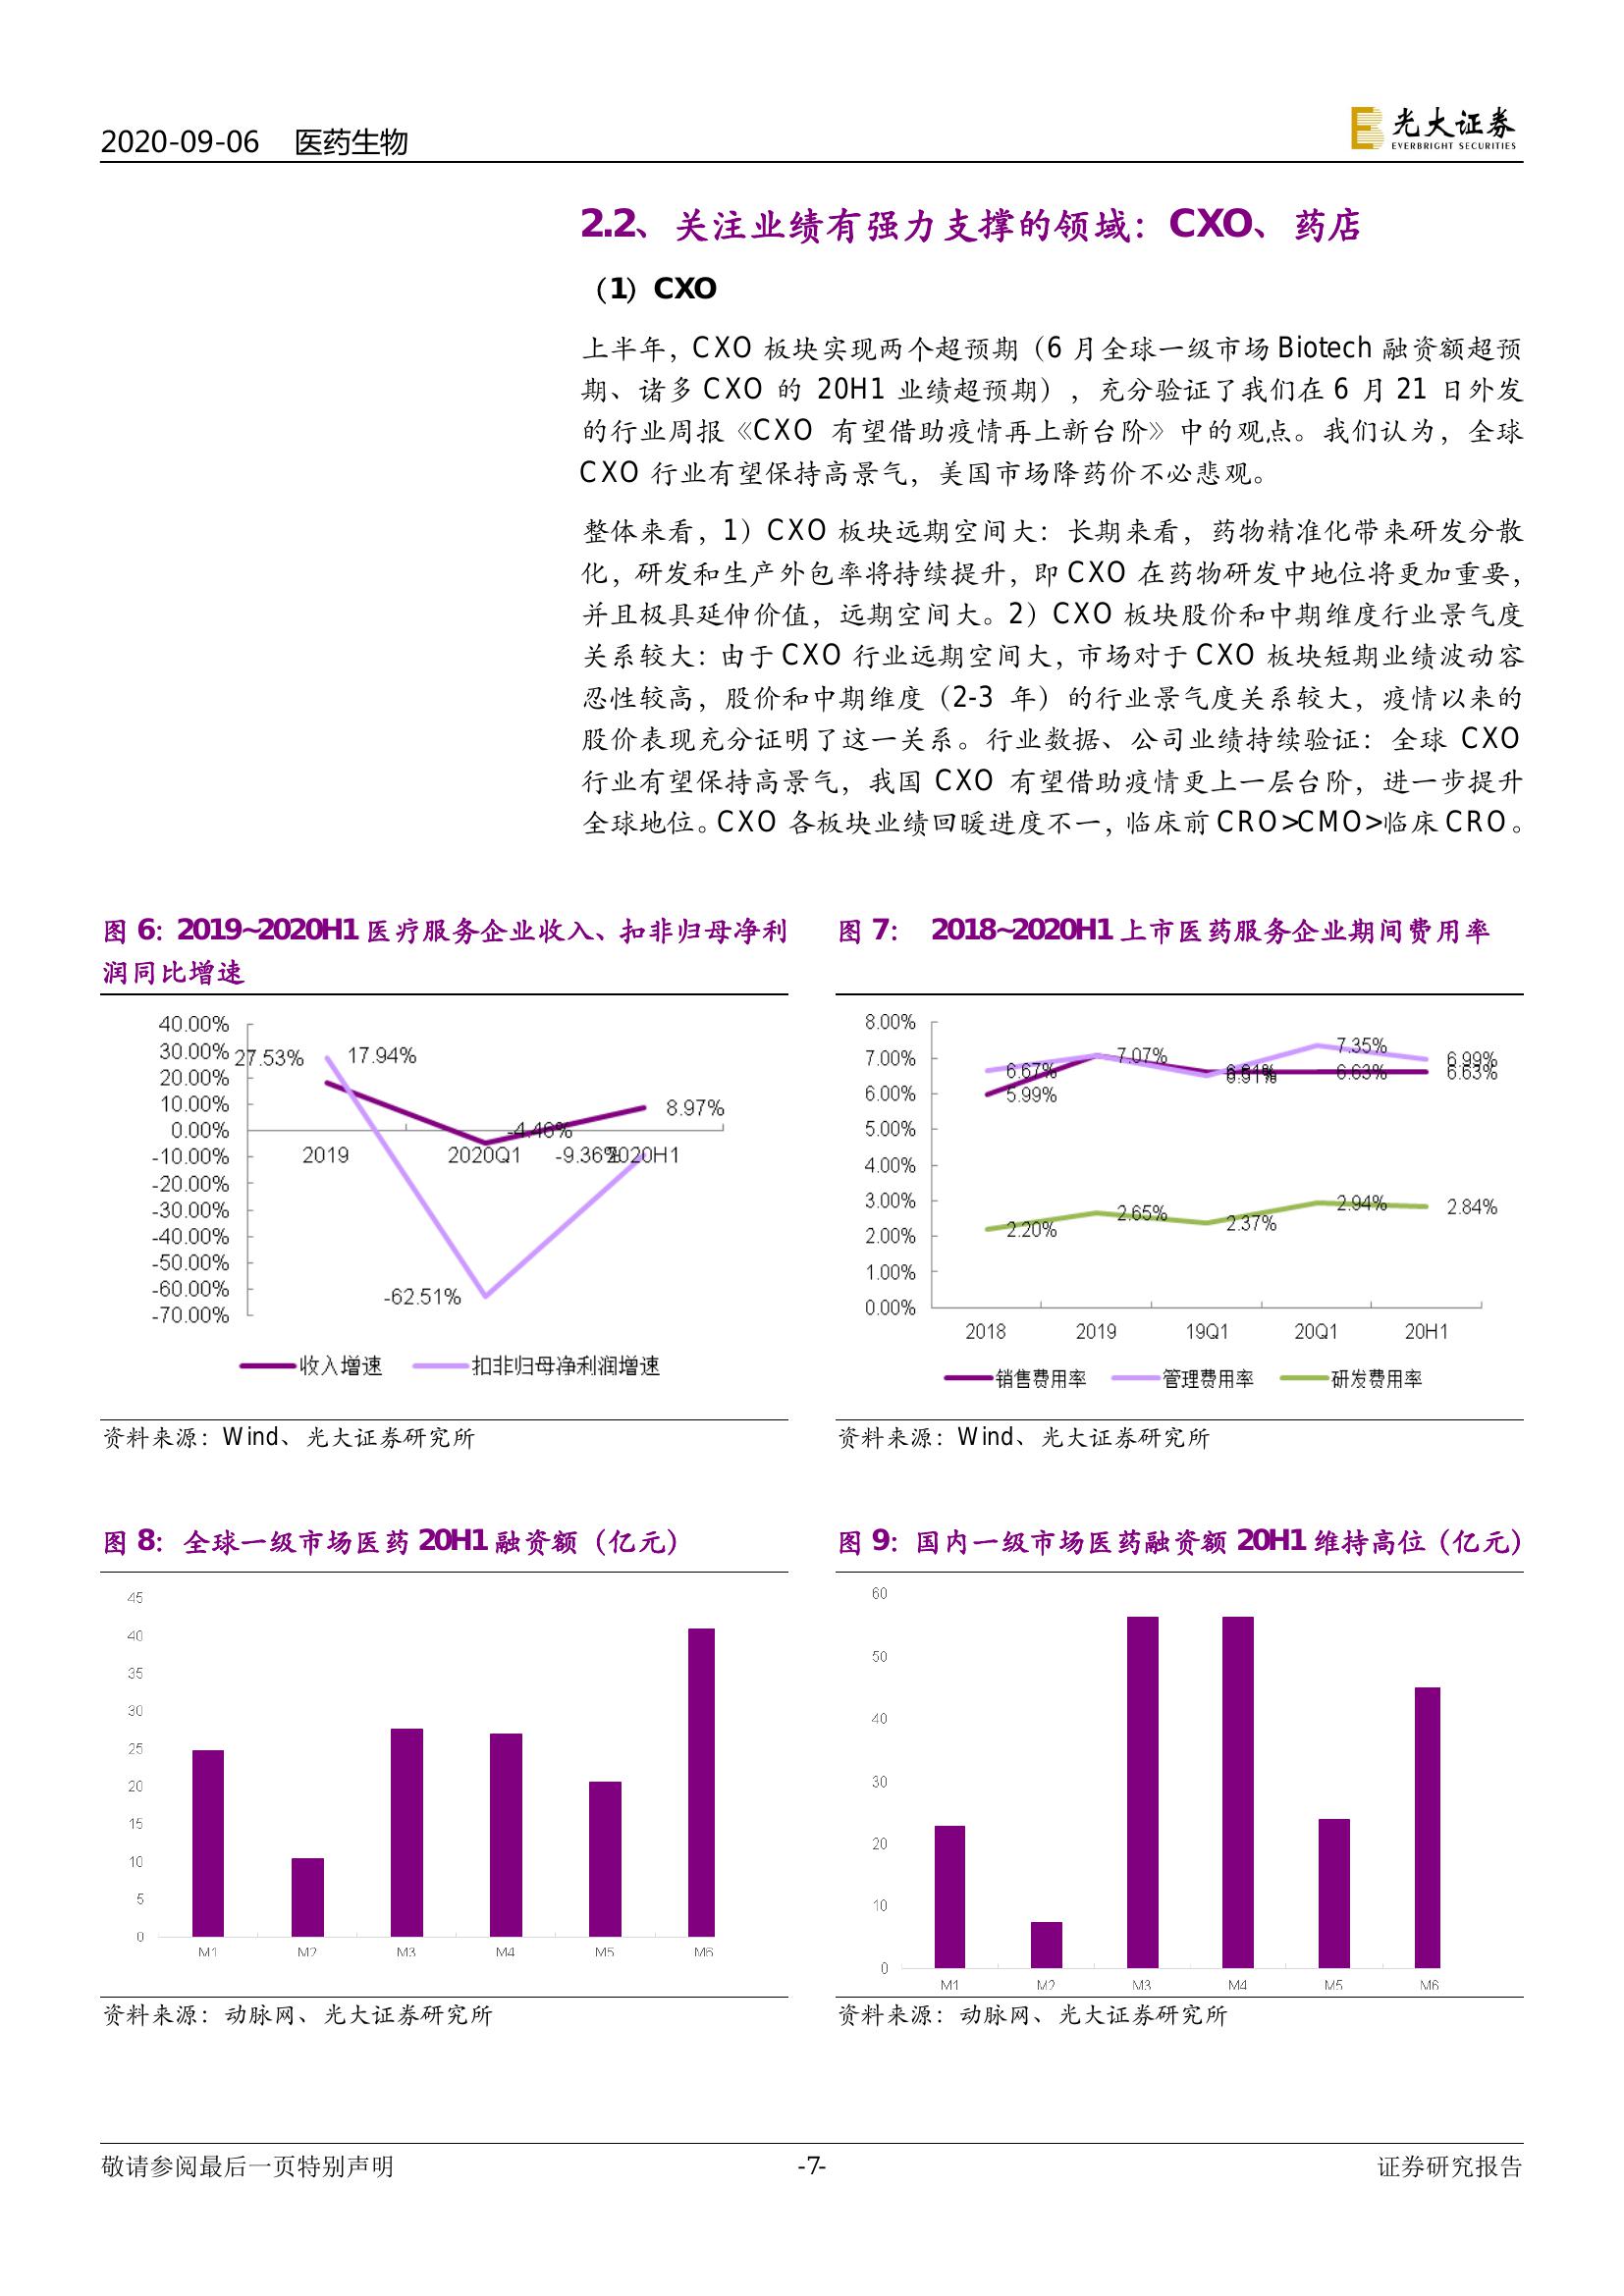 2020-09-06 医药生物
光大证券
EVERBRIGHT SECURITIES
2.2、关注业绩有强力支撑的领域：CXO、药店
（1）CXO
上半年，CXO 板块实现两个超预期（6 月全球一级市场 Biotech 融资额超预
期、诸多 CXO 的 20H1 业绩超预期），充分验证了我们在 6 月 21 日外发
的行业周报《CXO 有望借助疫情再上新台阶》中的观点。我们认为，全球
CXO 行业有望保持高景气，美国市场降药价不必悲观。
整体来看，1）CXO 板块远期空间大：长期来看，药物精准化带来研发分散
化，研发和生产外包率将持续提升，即 CXO 在药物研发中地位将更加重要，
并且极具延伸价值，远期空间大。2）CXO 板块股价和中期维度行业景气度
关系较大：由于 CXO 行业远期空间大，市场对于 CXO 板块短期业绩波动容
忍性较高，股价和中期维度（2-3 年）的行业景气度关系较大，疫情以来的
股价表现充分证明了这一关系。行业数据、公司业绩持续验证：全球 CXO
行业有望保持高景气，我国 CXO 有望借助疫情更上一层台阶，进一步提升
全球地位。CXO 各板块业绩回暖进度不一，临床前 CRO>CMO>临床 CRO。
图 6：2019~2020H1 医疗服务企业收入、扣非归母净利
润同比增速
40.00%
30.00%
20.00%
10.00%
0.00%
-10.00%
-20.00%
-30.00%
-40.00%
-50.00%
-60.00%
-70.00%
27.53%
17.94%
-4.46%
8.97%
-9.36%
-62.51%
2019 2020Q1 2020H1
收入增速 扣非归母净利润增速
资料来源：Wind、光大证券研究所
图 7： 2018~2020H1 上市医药服务企业期间费用率
8.00%
7.00%
6.00%
5.00%
4.00%
3.00%
2.00%
1.00%
0.00%
6.67%
7.07%
7.35%
6.99%
5.99%
6.63%
6.63%
2.20%
2.65%
2.37%
2.94%
2.84%
2018 2019 19Q1 20Q1 20H1
销售费用率 管理费用率 研发费用率
资料来源：Wind、光大证券研究所
图 8：全球一级市场医药 20H1 融资额（亿元）
45
40
35
30
25
20
15
10
5
0
M1 M2 M3 M4 M5 M6
资料来源：动脉网、光大证券研究所
图 9：国内一级市场医药融资额 20H1 维持高位（亿元）
60
50
40
30
20
10
0
M1 M2 M3 M4 M5 M6
资料来源：动脉网、光大证券研究所
敬请参阅最后一页特别声明 -7- 证券研究报告